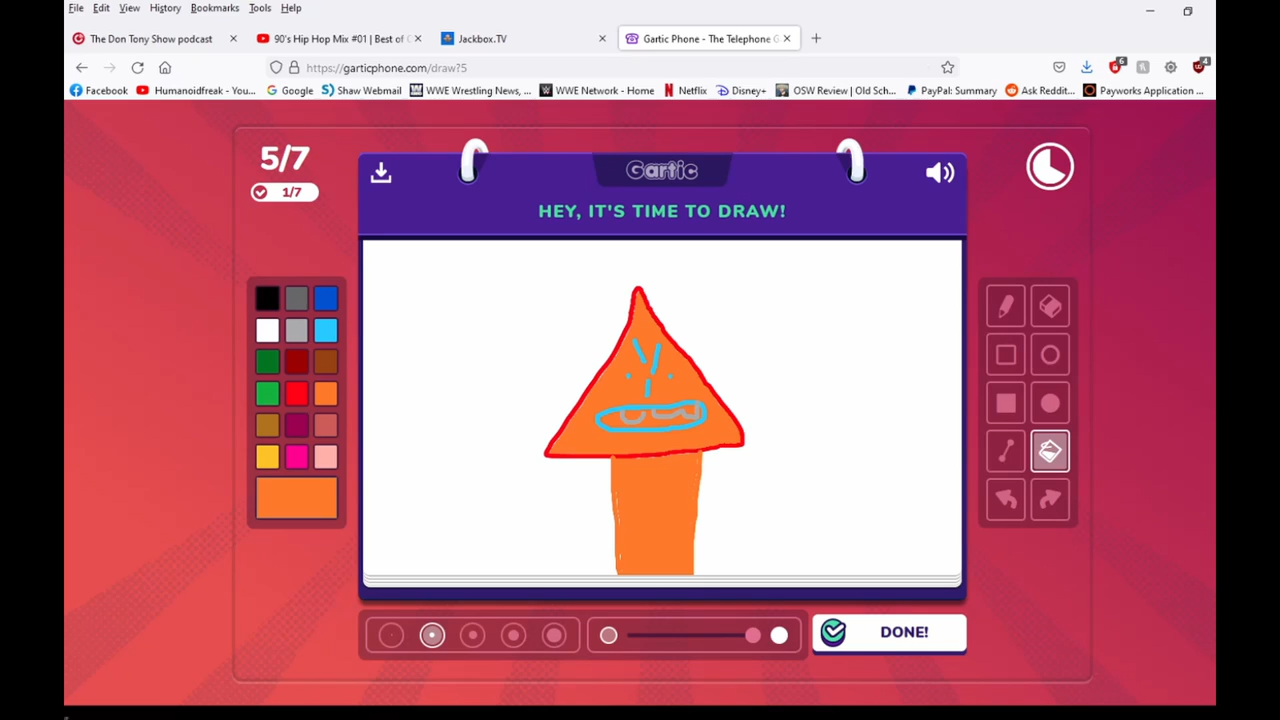 File Edit View History Bookmarks Tools Help
The Don Tony Show podcast
90's Hip Hop Mix #01 | Best of
Jackbox.TV
Gartic Phone - The Telephone G
https://garticphone.com/draw?5
6
4
Facebook
Humanoidfreak - You...
Google
Shaw Webmail
WWE Wrestling News, ...
WWE Network - Home
Netflix
Disney+
OSW Review | Old Sch...
PayPal: Summary
Ask Reddit...
Payworks Application ...
5/7
1/7
Gartic
HEY, IT'S TIME TO DRAW!
DONE!